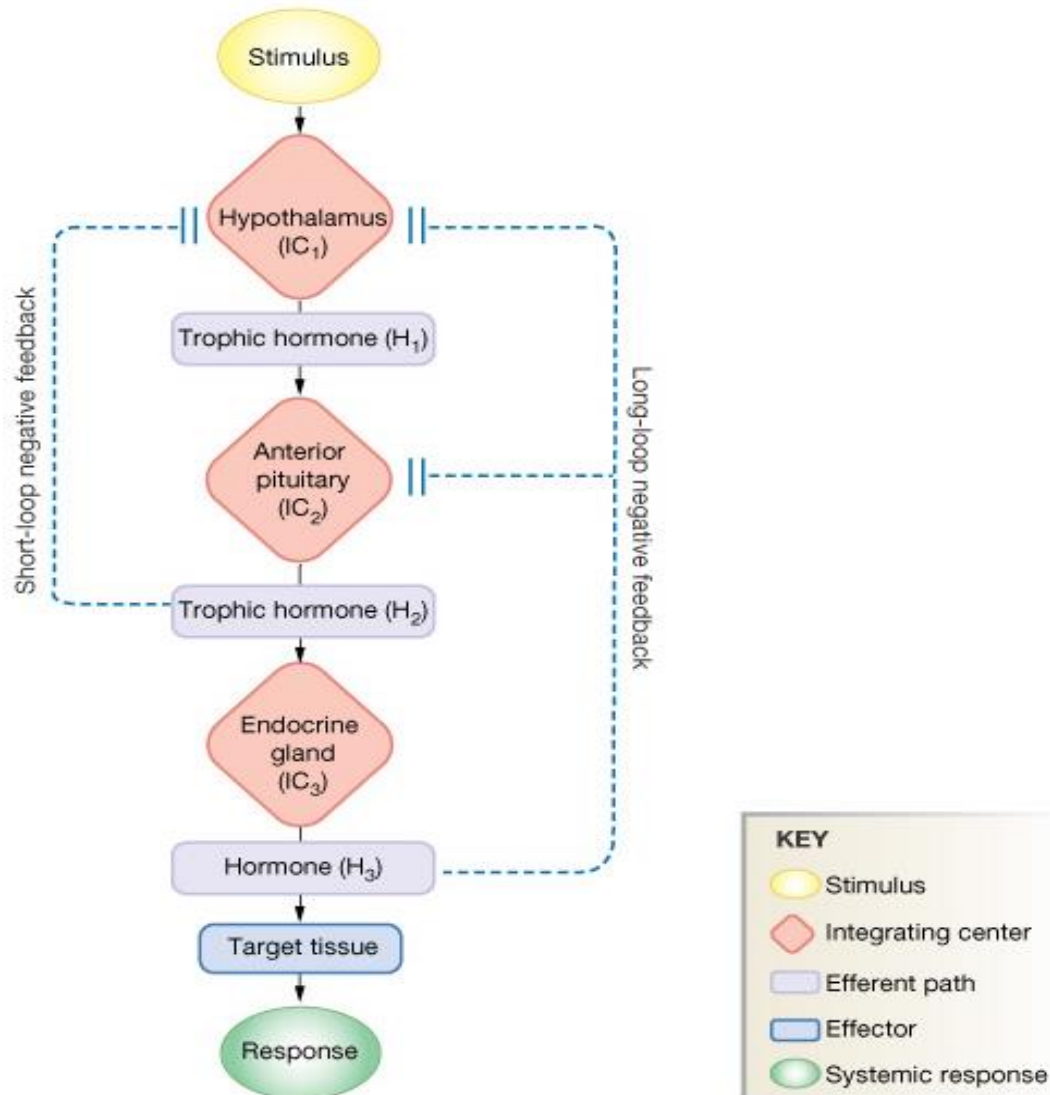 Stimulus
Hypothalamus
(IC₁)
Trophic hormone (H₁)
Anterior
pituitary
(IC₂)
Trophic hormone (H₂)
Endocrine
gland
(IC₃)
Hormone (H₃)
Target tissue
Response
Short-loop negative feedback
Long-loop negative feedback
KEY
Stimulus
Integrating center
Efferent path
Effector
Systemic response